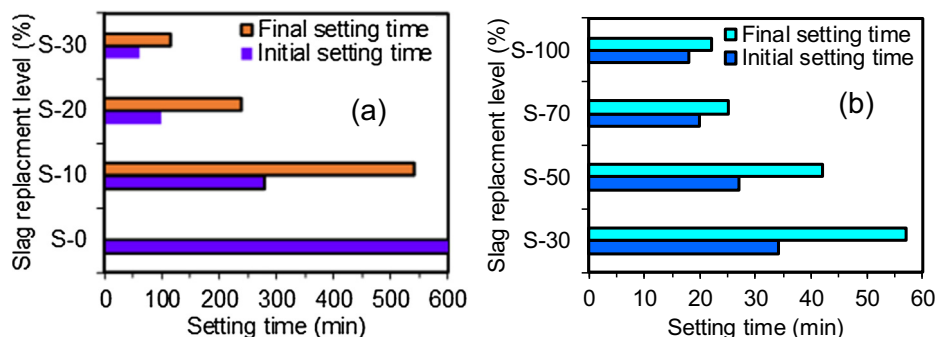 Slag replacment level (%)
S-30
S-20
S-10
S-0
Final setting time
Initial setting time
(a)
0 100 200 300 400 500 600
Setting time (min)
Slag replacment level (%)
S-100
S-70
S-50
S-30
Final setting time
Initial setting time
(b)
0 10 20 30 40 50 60
Setting time (min)